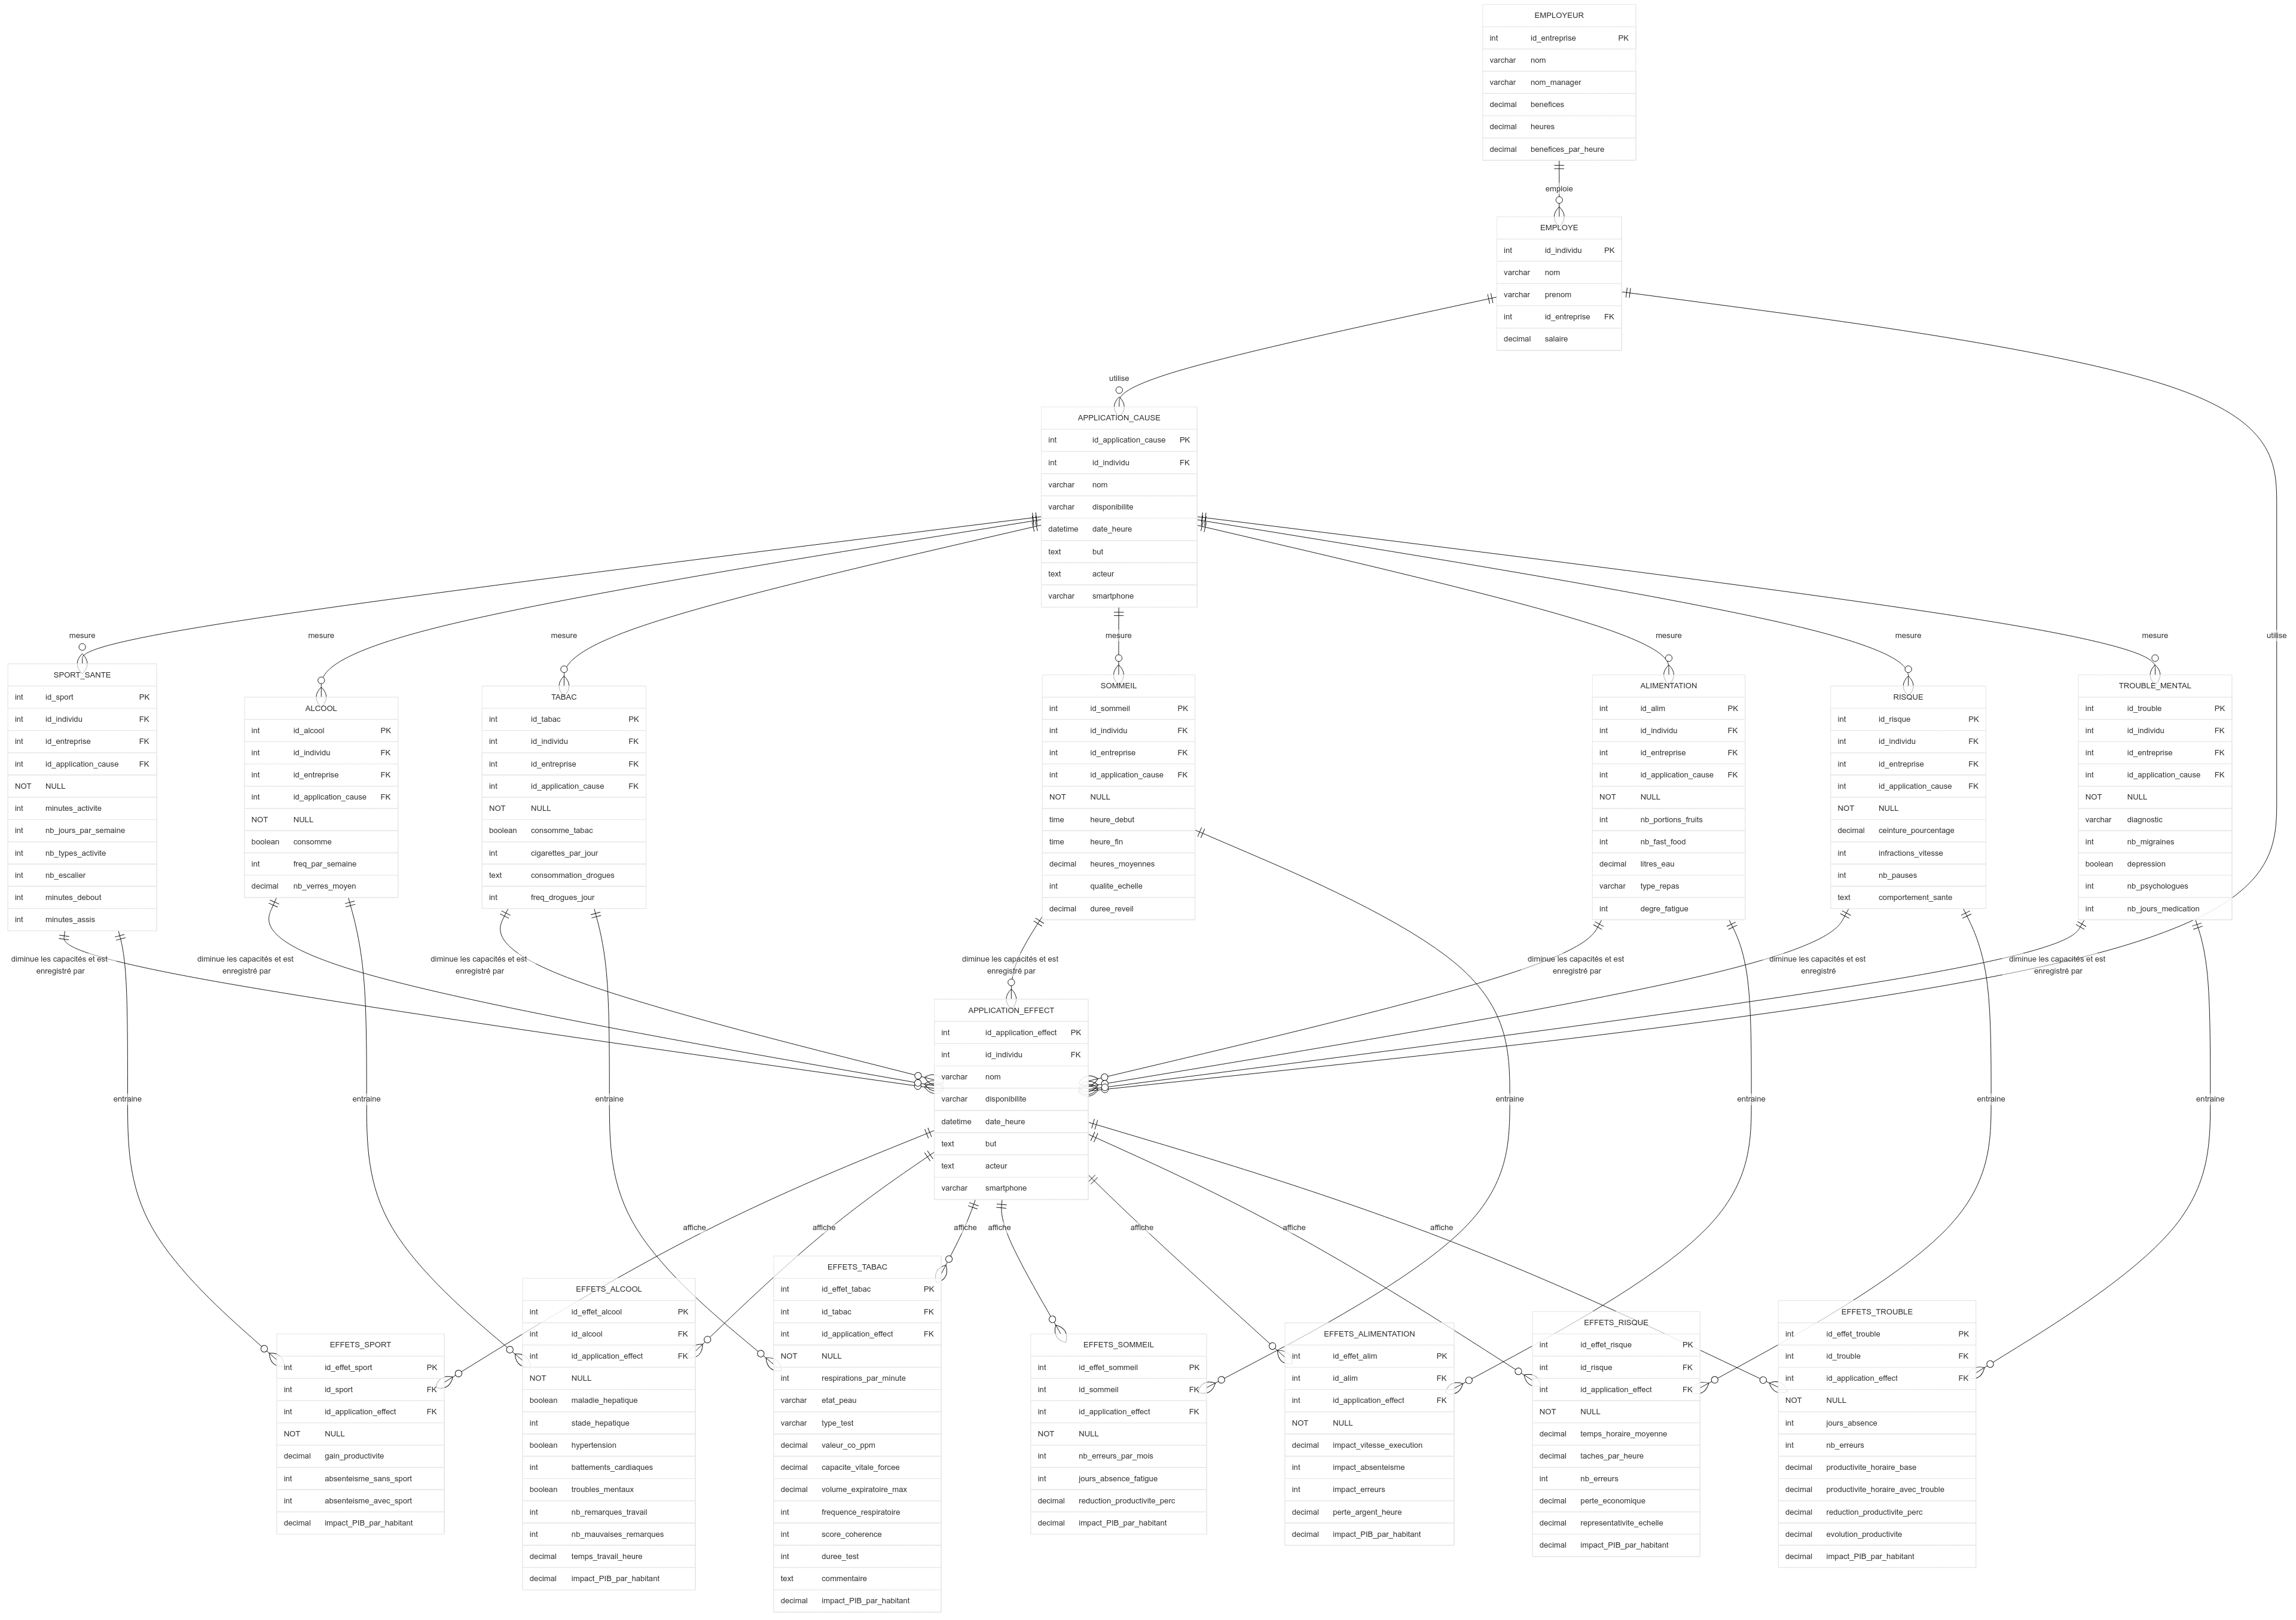 EMPLOYEUR
int id_entreprise PK
varchar nom
varchar nom_manager
decimal benefices
decimal heures
decimal benefices_par_heure
emploie
EMPLOYE
int id_individu PK
varchar nom
varchar prenom
int id_entreprise FK
decimal salaire
utilise
APPLICATION_CAUSE
int id_application_cause PK
int id_individu FK
varchar nom
varchar disponibilite
datetime date_heure
text but
text acteur
varchar smartphone
mesure
mesure
mesure
mesure
mesure
mesure
mesure
utilise
SPORT_SANTE
int id_sport PK
int id_individu FK
int id_entreprise FK
int id_application_cause FK
NOT NULL
int minutes_activite
int nb_jours_par_semaine
int nb_types_activite
int nb_escalier
int minutes_debout
int minutes_assis
ALCOOL
int id_alcool PK
int id_individu FK
int id_entreprise FK
int id_application_cause FK
NOT NULL
boolean consomme
int freq_par_semaine
decimal nb_verres_moyen
TABAC
int id_tabac PK
int id_individu FK
int id_entreprise FK
int id_application_cause FK
NOT NULL
boolean consomme_tabac
int cigarettes_par_jour
text consommation_drogues
int freq_drogues_jour
SOMMEIL
int id_sommeil PK
int id_individu FK
int id_entreprise FK
int id_application_cause FK
NOT NULL
time heure_debut
time heure_fin
decimal heures_moyennes
int qualite_echelle
decimal duree_reveil
ALIMENTATION
int id_alim PK
int id_individu FK
int id_entreprise FK
int id_application_cause FK
NOT NULL
int nb_portions_fruits
int nb_fast_food
decimal litres_eau
varchar type_repas
int degre_fatigue
RISQUE
int id_risque PK
int id_individu FK
int id_entreprise FK
int id_application_cause FK
NOT NULL
decimal ceinture_pourcentage
int infractions_vitesse
int nb_pauses
text comportement_sante
TROUBLE_MENTAL
int id_trouble PK
int id_individu FK
int id_entreprise FK
int id_application_cause FK
NOT NULL
varchar diagnostic
int nb_migraines
boolean depression
int nb_psychologues
int nb_jours_medication
diminue les capacités et est
enregistré par
diminue les capacités et est
enregistré par
diminue les capacités et est
enregistré par
diminue les capacités et est
enregistré par
diminue les capacités et est
enregistré par
diminue les capacités et est
enregistré
diminue les capacités et est
enregistré par
APPLICATION_EFFECT
int id_application_effect PK
int id_individu FK
varchar nom
varchar disponibilite
datetime date_heure
text but
text acteur
varchar smartphone
entraine
entraine
entraine
entraine
entraine
entraine
entraine
affiche
affiche
affiche
affiche
affiche
affiche
affiche
EFFETS_SPORT
int id_effet_sport PK
int id_sport FK
int id_application_effect FK
NOT NULL
decimal gain_productivite
int absenteisme_sans_sport
int absenteisme_avec_sport
decimal impact_PIB_par_habitant
EFFETS_ALCOOL
int id_effet_alcool PK
int id_alcool FK
int id_application_effect FK
NOT NULL
boolean maladie_hepatique
int stade_hepatique
boolean hypertension
int battements_cardiaques
boolean troubles_mentaux
int nb_remarques_travail
int nb_mauvaises_remarques
decimal temps_travail_heure
decimal impact_PIB_par_habitant
EFFETS_TABAC
int id_effet_tabac PK
int id_tabac FK
int id_application_effect FK
NOT NULL
int respirations_par_minute
varchar etat_peau
varchar type_test
decimal valeur_co_ppm
decimal capacite_vitale_forcee
decimal volume_expiratoire_max
int frequence_respiratoire
int score_coherence
int duree_test
text commentaire
decimal impact_PIB_par_habitant
EFFETS_SOMMEIL
int id_effet_sommeil PK
int id_sommeil FK
int id_application_effect FK
NOT NULL
int nb_erreurs_par_mois
int jours_absence_fatigue
decimal reduction_productivite_perc
decimal impact_PIB_par_habitant
EFFETS_ALIMENTATION
int id_effet_alim PK
int id_alim FK
int id_application_effect FK
NOT NULL
decimal impact_vitesse_execution
int impact_absenteisme
int impact_erreurs
decimal perte_argent_heure
decimal impact_PIB_par_habitant
EFFETS_RISQUE
int id_effet_risque PK
int id_risque FK
int id_application_effect FK
NOT NULL
decimal temps_horaire_moyenne
decimal taches_par_heure
int nb_erreurs
decimal perte_economique
decimal representativite_echelle
decimal impact_PIB_par_habitant
EFFETS_TROUBLE
int id_effet_trouble PK
int id_trouble FK
int id_application_effect FK
NOT NULL
int jours_absence
int nb_erreurs
decimal productivite_horaire_base
decimal productivite_horaire_avec_trouble
decimal reduction_productivite_perc
decimal evolution_productivite
decimal impact_PIB_par_habitant